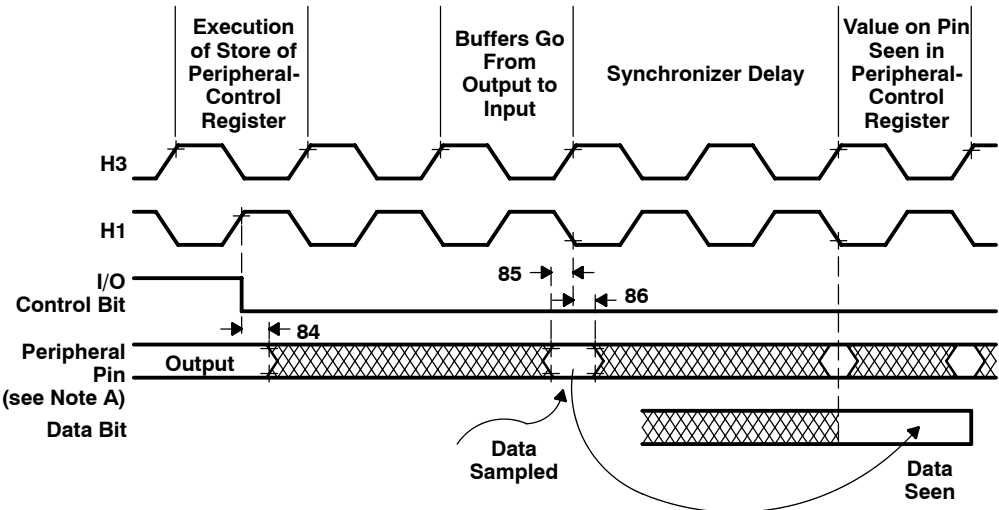 Execution
of Store of
Peripheral-
Control
Register
Buffers Go
From
Output to
Input
Synchronizer Delay
Value on Pin
Seen in
Peripheral-
Control
Register
H3
H1
I/O
Control Bit
85
86
84
Peripheral
Pin
(see Note A)
Output
Data Bit
Data
Sampled
Data
Seen